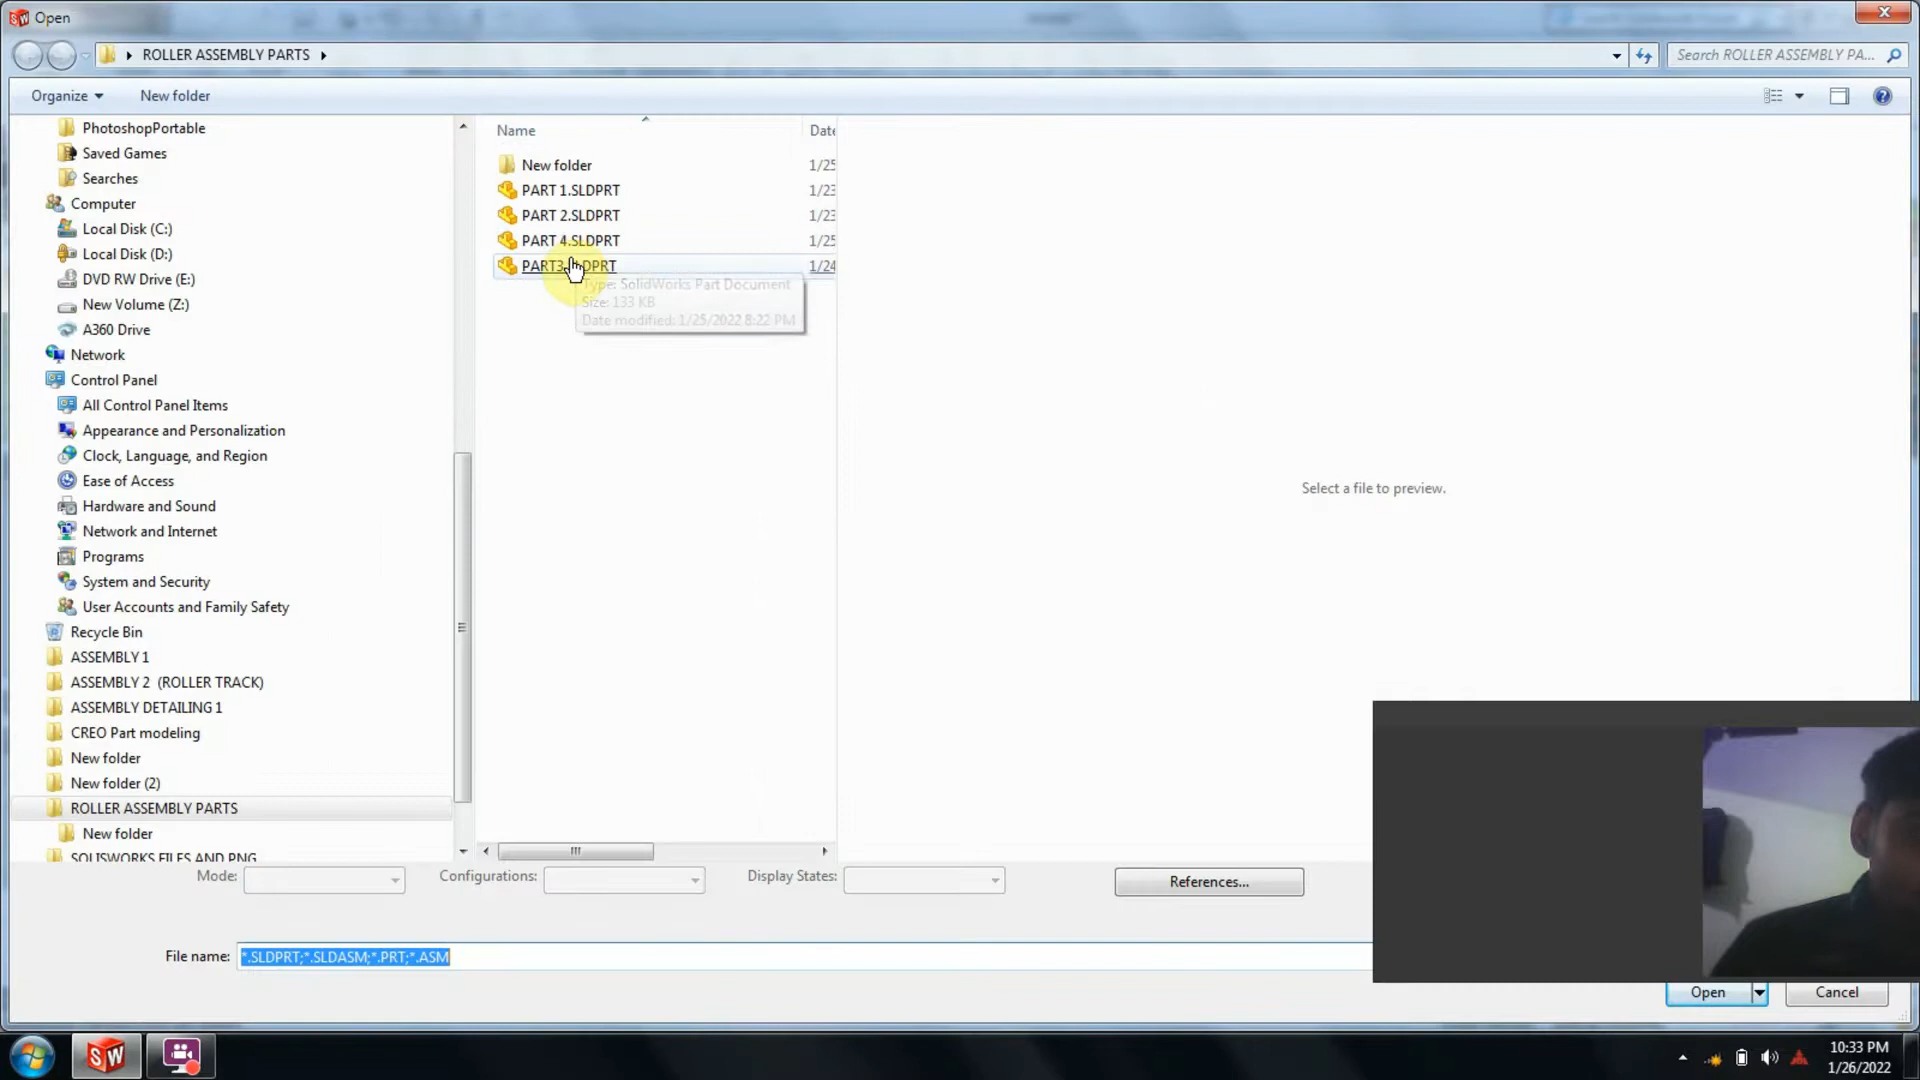 Open
ROLLER ASSEMBLY PARTS
Search ROLLER ASSEMBLY PA...
Organize
New folder
PhotoshopPortable
Saved Games
Searches
Computer
Local Disk (C:)
Local Disk (D:)
DVD RW Drive (E:)
New Volume (Z:)
A360 Drive
Network
Control Panel
All Control Panel Items
Appearance and Personalization
Clock, Language, and Region
Ease of Access
Hardware and Sound
Network and Internet
Programs
System and Security
User Accounts and Family Safety
Recycle Bin
ASSEMBLY 1
ASSEMBLY 2 (ROLLER TRACK)
ASSEMBLY DETAILING 1
CREO Part modeling
New folder
New folder (2)
ROLLER ASSEMBLY PARTS
New folder
SOLISWORKS FILES AND PNG
Name Date
New folder 1/25
PART 1.SLDPRT 1/23
PART 2.SLDPRT 1/23
PART 4.SLDPRT 1/25
PART3.SLDPRT 1/24
Type: SolidWorks Part Document
Size: 133 KB
Date modified: 1/25/2022 8:22 PM
Select a file to preview.
Mode:
Configurations:
Display States:
References...
File name: *.SLDPRT;*.SLDASM;*.PRT;*.ASM
Open
Cancel
SW
10:33 PM
1/26/2022